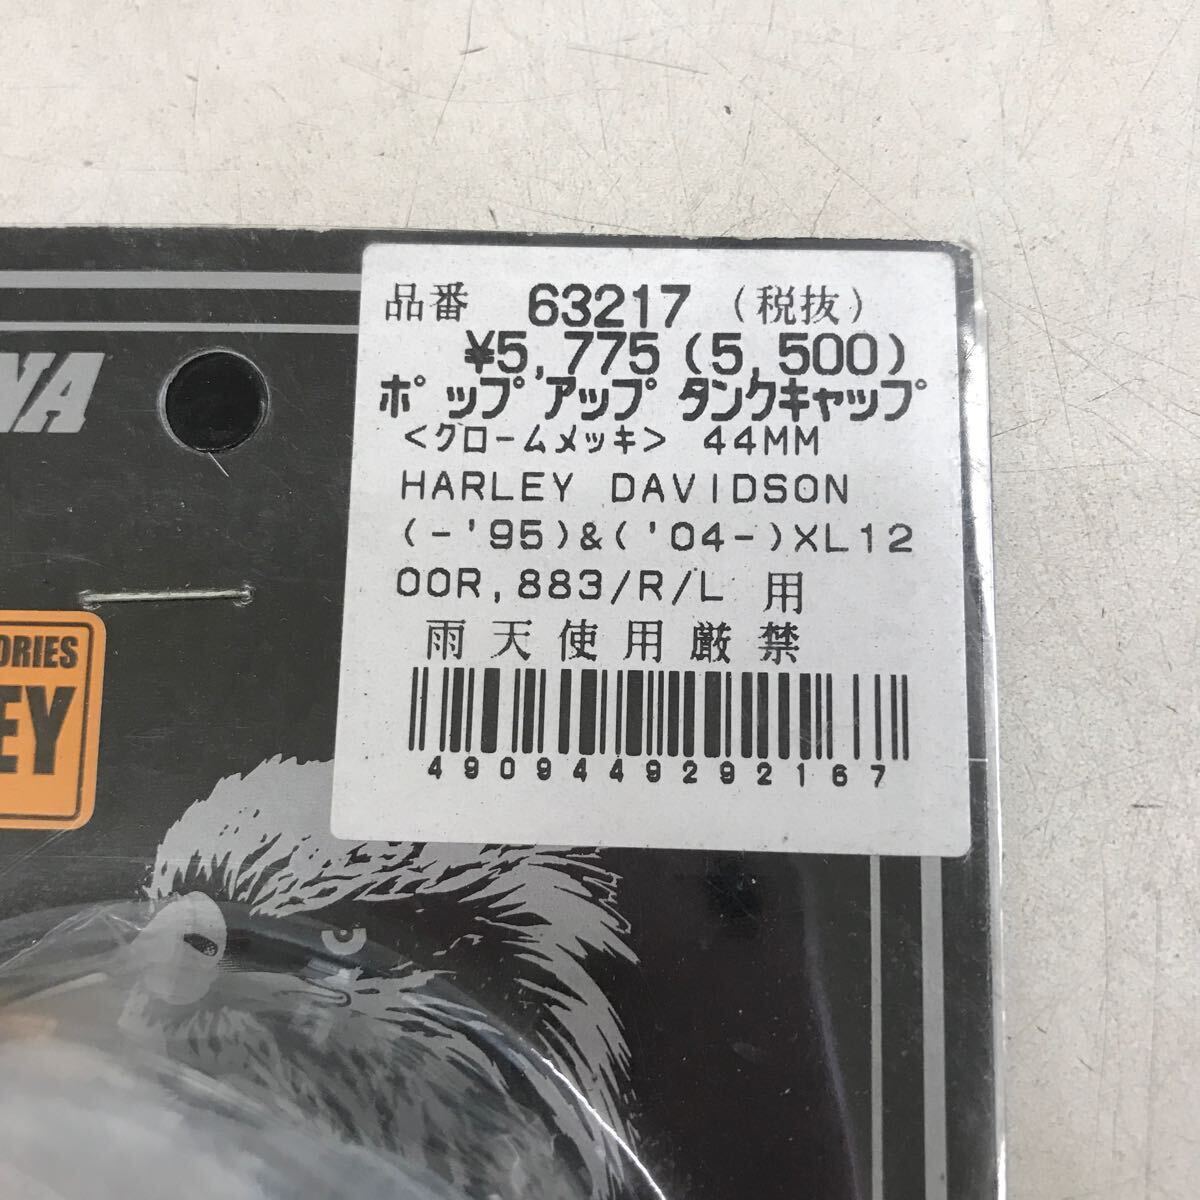 品番 63217 (税抜)
¥5,775(5,500)
ポップアップ タンクキャップ
<クロームメッキ> 44MM
HARLEY DAVIDSON
(-'95)&('04-)XL12
00R,883/R/L 用
雨天使用厳禁
4909449292167
NA
ORIES
EY